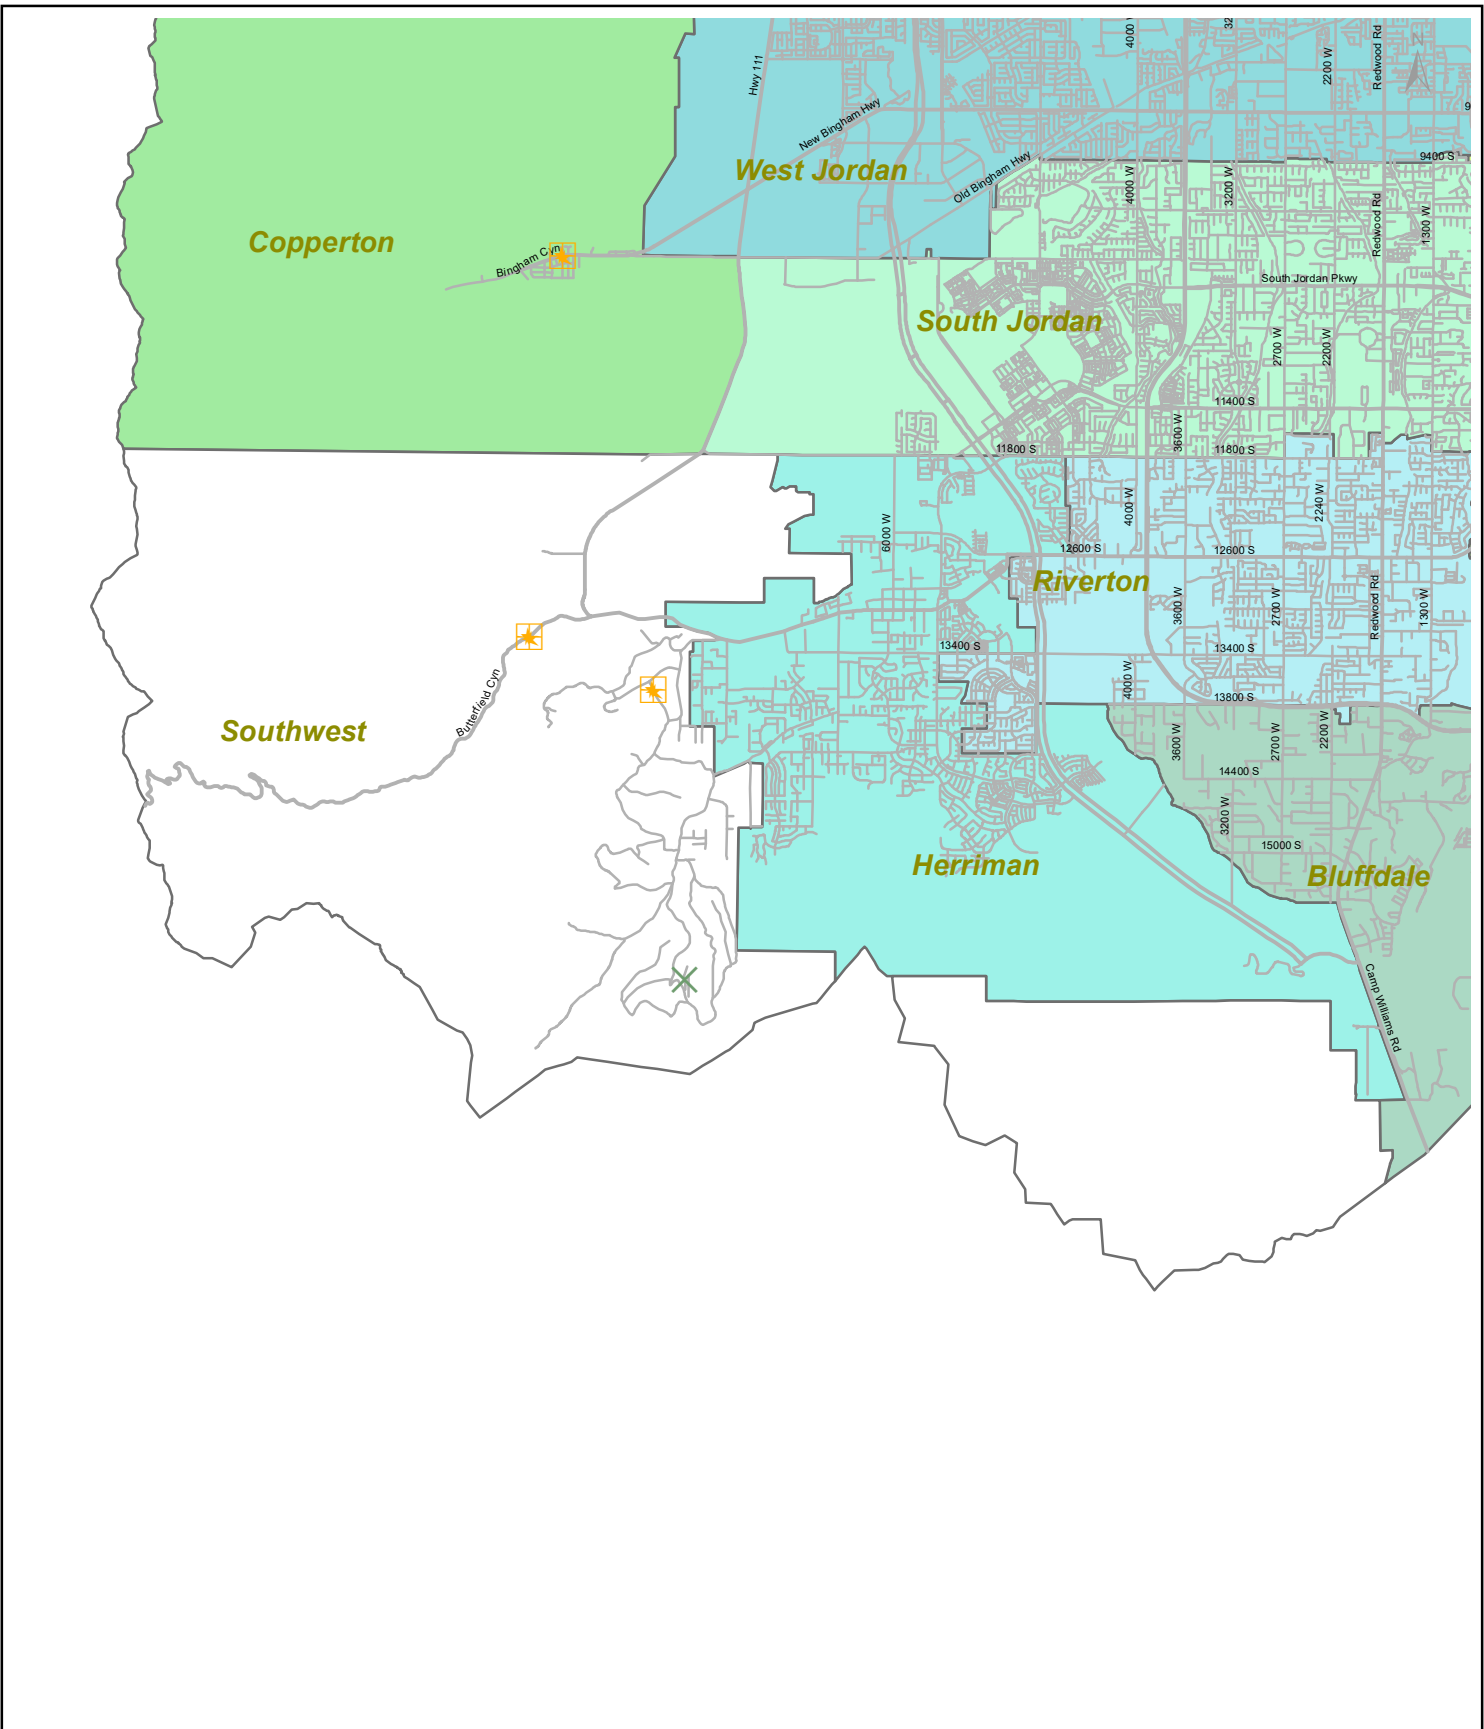 4000 W
32
2200 W
Redwood Rd
N
Hwy 111
9
New Bingham Hwy
West Jordan
Old Bingham Hwy
9400 S
4000 W
3200 W
Redwood Rd
1300 W
Copperton
Bingham Cyn
South Jordan Pkwy
South Jordan
2700 W
2200 W
11400 S
3600 W
11800 S
11800 S
6000 W
4000 W
2240 W
12600 S
12600 S
Riverton
3600 W
2700 W
Redwood Rd
1300 W
13400 S
13400 S
4000 W
13800 S
Butterfield Cyn
Southwest
3600 W
2700 W
2200 W
14400 S
3200 W
15000 S
Herriman
Bluffdale
Camp Williams Rd